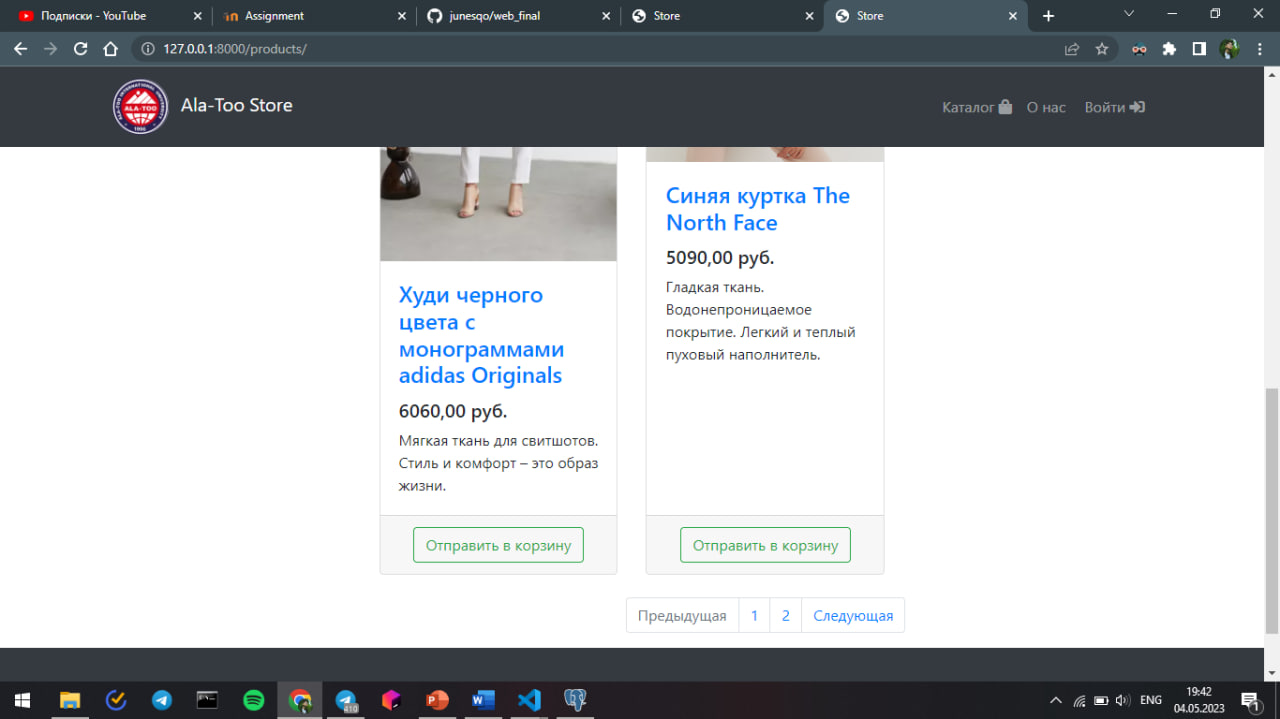 Подписки - YouTube
Assignment
junesqo/web_final
Store
Store
127.0.0.1:8000/products/
ALA-TOO
Ala-Too Store
Каталог
О нас
Войти
Синяя куртка The
North Face
5090,00 руб.
Гладкая ткань.
Водонепроницаемое
покрытие. Легкий и теплый
пуховый наполнитель.
Худи черного
цвета с
монограммами
adidas Originals
6060,00 руб.
Мягкая ткань для свитшотов.
Стиль и комфорт – это образ
жизни.
Отправить в корзину
Отправить в корзину
Предыдущая 1 2 Следующая
410
ENG
19:42
04.05.2023
1